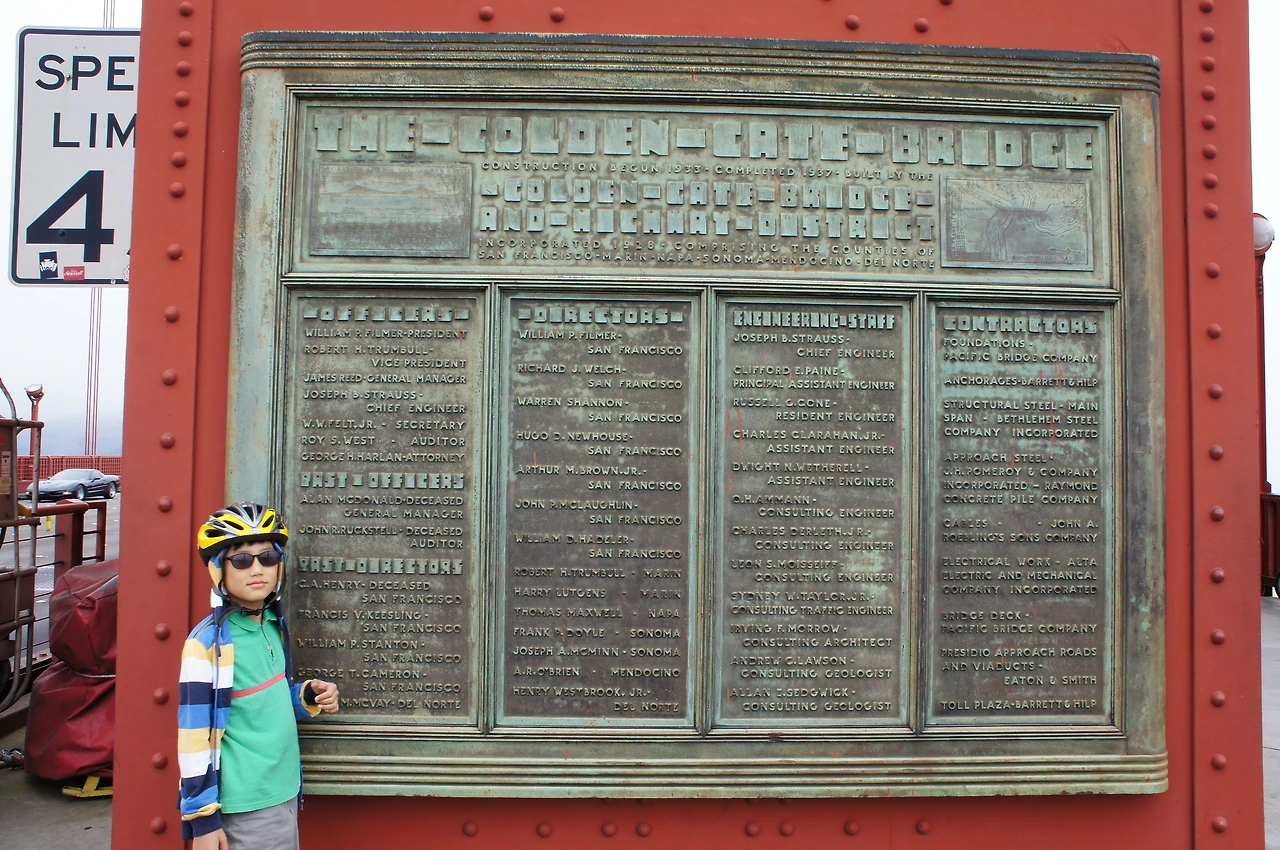 SPE
LIM
4
THE-GOLDEN-GATE-BRIDGE
CONSTRUCTION BEGUN 1933 · COMPLETED 1937 · BUILT BY THE
-GOLDEN-GATE-BRIDGE-
AND-HIGHWAY-DISTRICT
INCORPORATED 1928 · COMPRISING THE COUNTIES OF
SAN FRANCISCO-MARIN-NAPA-SONOMA-MENDOCINO-DEL NORTE
-OFFICERS-
WILLIAM P. FILMER-PRESIDENT
ROBERT H. TRUMBULL-
VICE PRESIDENT
JAMES REED-GENERAL MANAGER
JOSEPH B. STRAUSS-
CHIEF ENGINEER
W.W. FELT, JR. - SECRETARY
ROY S. WEST - AUDITOR
GEORGE H. HARLAN-ATTORNEY
PAST-OFFICERS
ALAN MCDONALD-DECEASED
GENERAL MANAGER
JOHN R. RUCKSTELL-DECEASED
AUDITOR
PAST-DIRECTORS
C.A. HENRY-DECEASED
SAN FRANCISCO
FRANCIS V. KEESLING-
SAN FRANCISCO
WILLIAM P. STANTON-
SAN FRANCISCO
GEORGE T. CAMERON-
SAN FRANCISCO
M. MCVAY-DEL NORTE
-DIRECTORS-
WILLIAM P. FILMER-
SAN FRANCISCO
RICHARD J. WELCH-
SAN FRANCISCO
WARREN SHANNON-
SAN FRANCISCO
HUGO D. NEWHOUSE-
SAN FRANCISCO
ARTHUR M. BROWN, JR.-
SAN FRANCISCO
JOHN P. MCLAUGHLIN-
SAN FRANCISCO
WILLIAM D. HADELER-
SAN FRANCISCO
ROBERT H. TRUMBULL - MARIN
HARRY LUTGENS - MARIN
THOMAS MAXWELL - NAPA
FRANK P. DOYLE - SONOMA
JOSEPH A. MCMINN - SONOMA
A.R. O'BRIEN MENDOCINO
HENRY WESTBROOK, JR.-
DEL NORTE
ENGINEERING-STAFF
JOSEPH B. STRAUSS-
CHIEF ENGINEER
CLIFFORD E. PAINE-
PRINCIPAL ASSISTANT ENGINEER
RUSSELL G. CONE-
RESIDENT ENGINEER
CHARLES CLARAHAN, JR.-
ASSISTANT ENGINEER
DWIGHT N. WETHERELL-
ASSISTANT ENGINEER
O.H. AMMANN-
CONSULTING ENGINEER
CHARLES DERLETH, JR.-
CONSULTING ENGINEER
LEON S. MOISSEIFF-
CONSULTING ENGINEER
SYDNEY W. TAYLOR, JR.-
CONSULTING TRAFFIC ENGINEER
IRVING F. MORROW-
CONSULTING ARCHITECT
ANDREW C. LAWSON-
CONSULTING GEOLOGIST
ALLAN E. SEDGWICK-
CONSULTING GEOLOGIST
CONTRACTORS
FOUNDATIONS -
PACIFIC BRIDGE COMPANY
ANCHORAGES-BARRETT & HILP
STRUCTURAL STEEL - MAIN
SPAN - BETHLEHEM STEEL
COMPANY INCORPORATED
APPROACH STEEL -
J.H. POMEROY & COMPANY
INCORPORATED - RAYMOND
CONCRETE PILE COMPANY
CABLES - JOHN A.
ROEBLING'S SONS COMPANY
ELECTRICAL WORK - ALTA
ELECTRIC AND MECHANICAL
COMPANY INCORPORATED
BRIDGE DECK -
PACIFIC BRIDGE COMPANY
PRESIDIO APPROACH ROADS
AND VIADUCTS -
EATON & SMITH
TOLL PLAZA-BARRETT & HILP